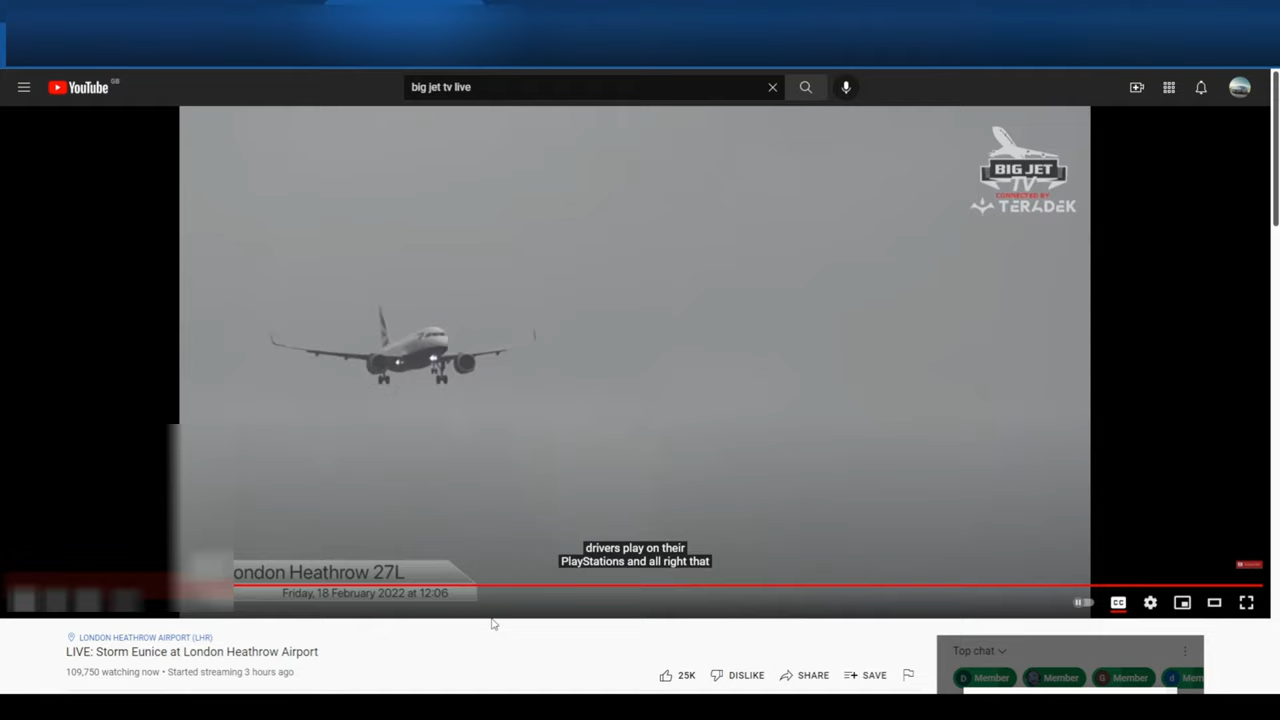 YouTube GB
big jet tv live
BIG JET
TV
CONNECTED BY
TERADEK
drivers play on their
PlayStations and all right that
ondon Heathrow 27L
Friday, 18 February 2022 at 12:06
CC
LONDON HEATHROW AIRPORT (LHR)
LIVE: Storm Eunice at London Heathrow Airport
109,750 watching now • Started streaming 3 hours ago
25K DISLIKE SHARE SAVE
Top chat
D Member Member G Member d Mem